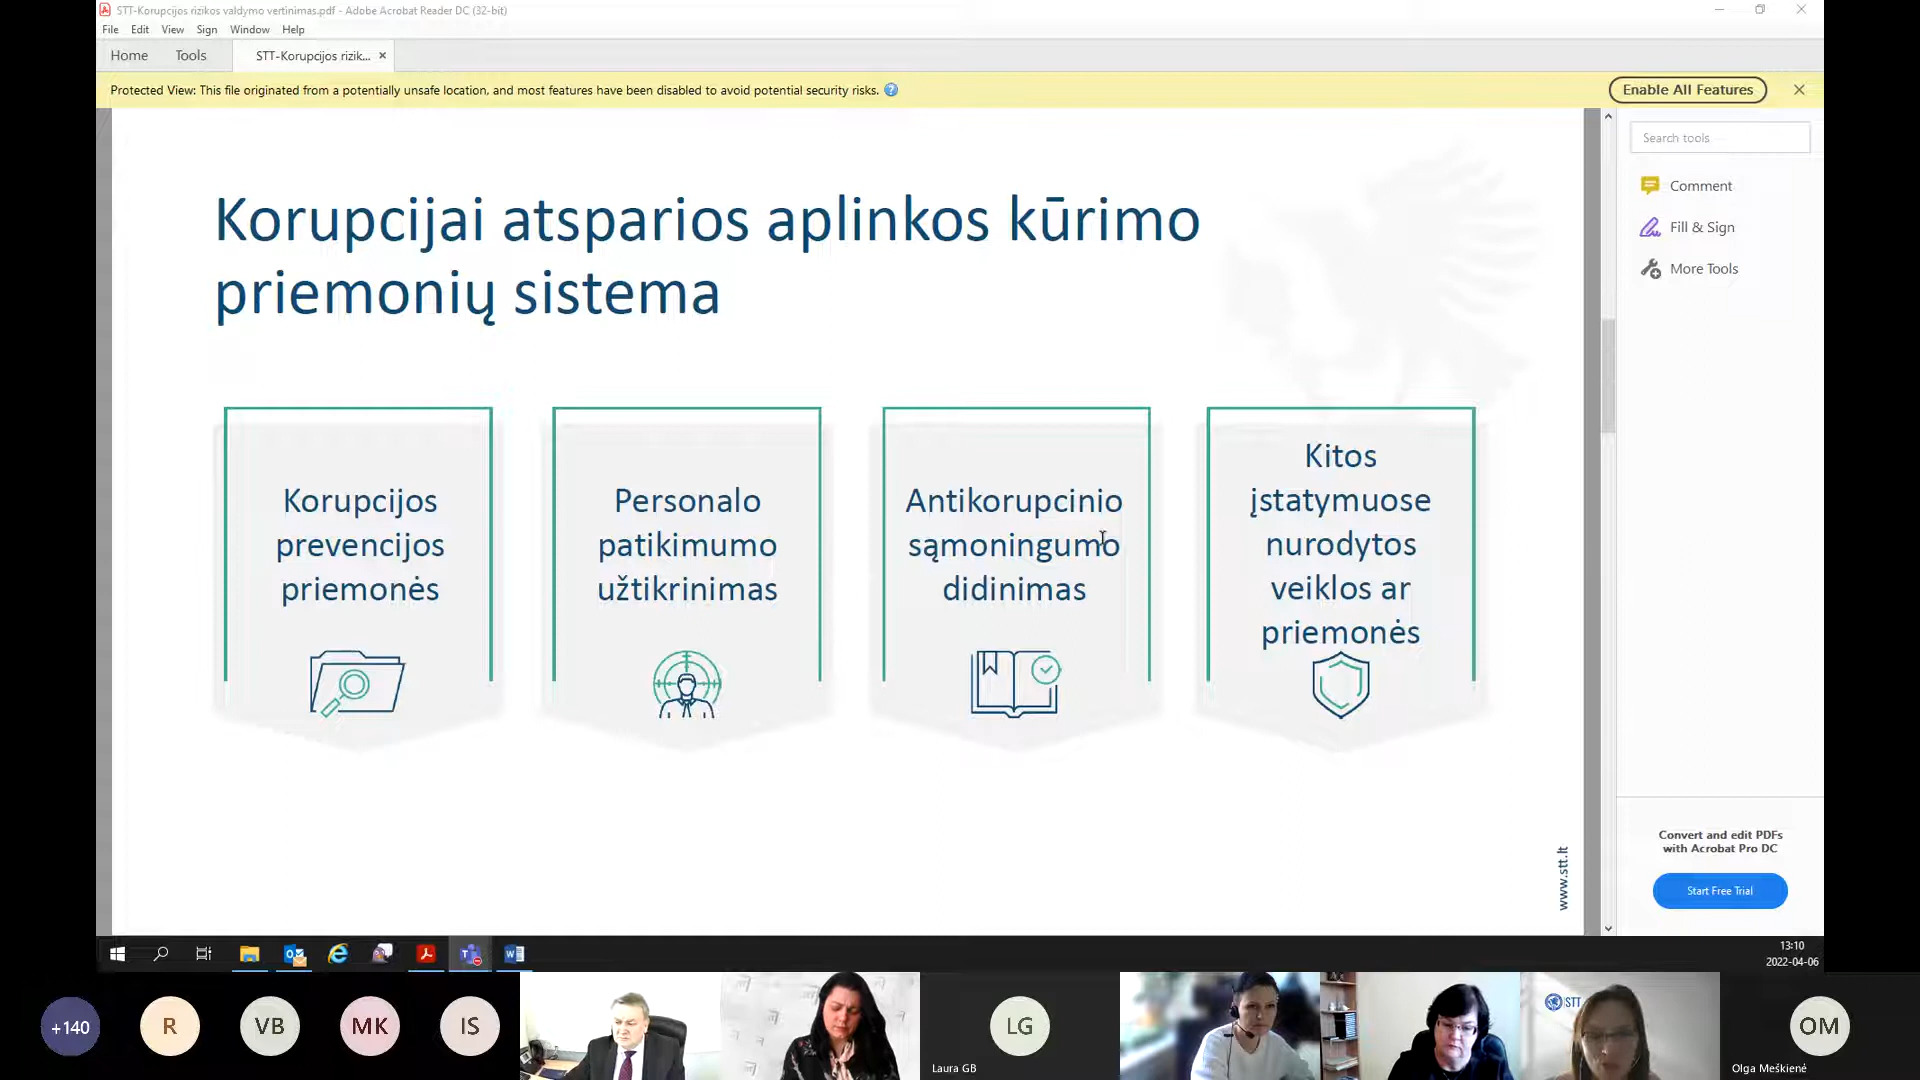 STT-Korupcijos rizikos valdymo vertinimas.pdf - Adobe Acrobat Reader DC (32-bit)
File Edit View Sign Window Help
Home Tools STT-Korupcijos rizik... ×
Protected View: This file originated from a potentially unsafe location, and most features have been disabled to avoid potential security risks.
Enable All Features
Search tools
Comment
Fill & Sign
More Tools
Korupcijai atsparios aplinkos kūrimo
priemonių sistema
Korupcijos
prevencijos
priemonės
Personalo
patikimumo
užtikrinimas
Antikorupcinio
sąmoningumo
didinimas
Kitos
įstatymuose
nurodytos
veiklos ar
priemonės
www.stt.lt
Convert and edit PDFs
with Acrobat Pro DC
Start Free Trial
13:10
2022-04-06
+140
R
VB
MK
IS
LG
Laura GB
STT
OM
Olga Meškienė